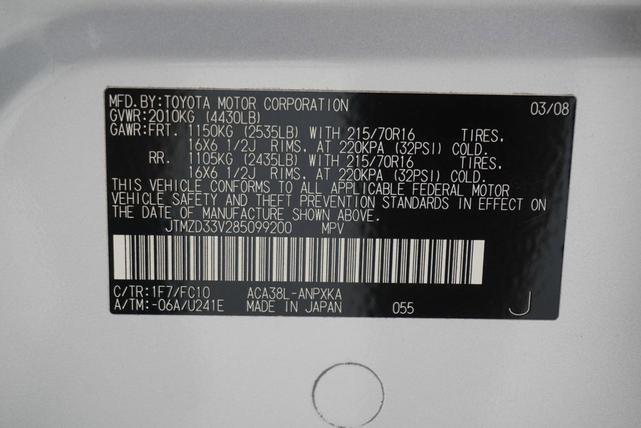 MFD.BY:TOYOTA MOTOR CORPORATION 03/08
GVWR:2010KG (4430LB)
GAWR:FRT. 1150KG (2535LB) WITH 215/70R16 TIRES,
16X6 1/2J RIMS, AT 220KPA (32PSI) COLD.
RR. 1105KG (2435LB) WITH 215/70R16 TIRES,
16X6 1/2J RIMS, AT 220KPA (32PSI) COLD.
THIS VEHICLE CONFORMS TO ALL APPLICABLE FEDERAL MOTOR
VEHICLE SAFETY AND THEFT PREVENTION STANDARDS IN EFFECT ON
THE DATE OF MANUFACTURE SHOWN ABOVE.
JTMZD33V285099200 MPV
C/TR:1F7/FC10 ACA38L-ANPXKA
A/TM:-06A/U241E MADE IN JAPAN 055 J